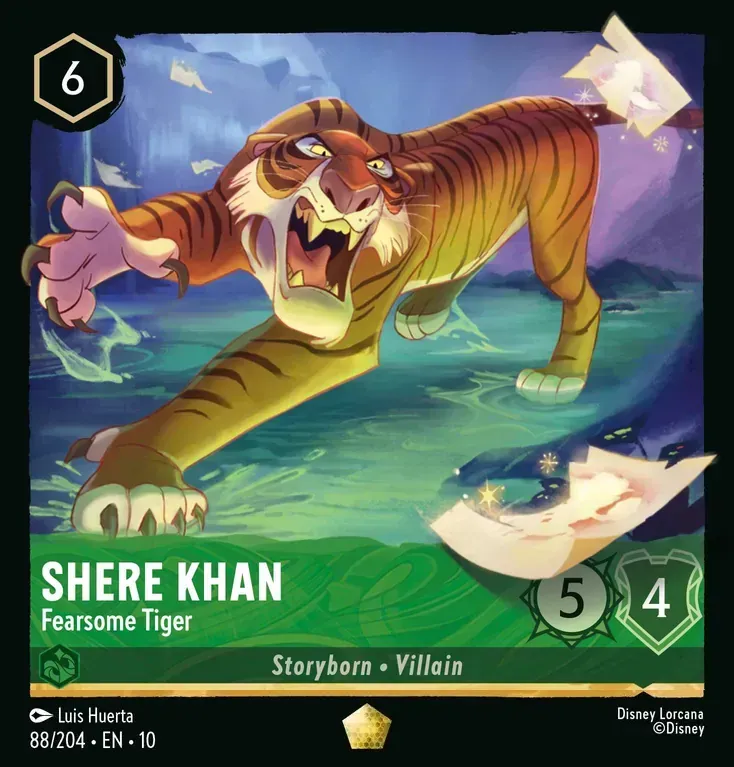 6
SHERE KHAN
Fearsome Tiger
5 4
Storyborn • Villain
Luis Huerta
88/204 • EN • 10
Disney Lorcana
©Disney